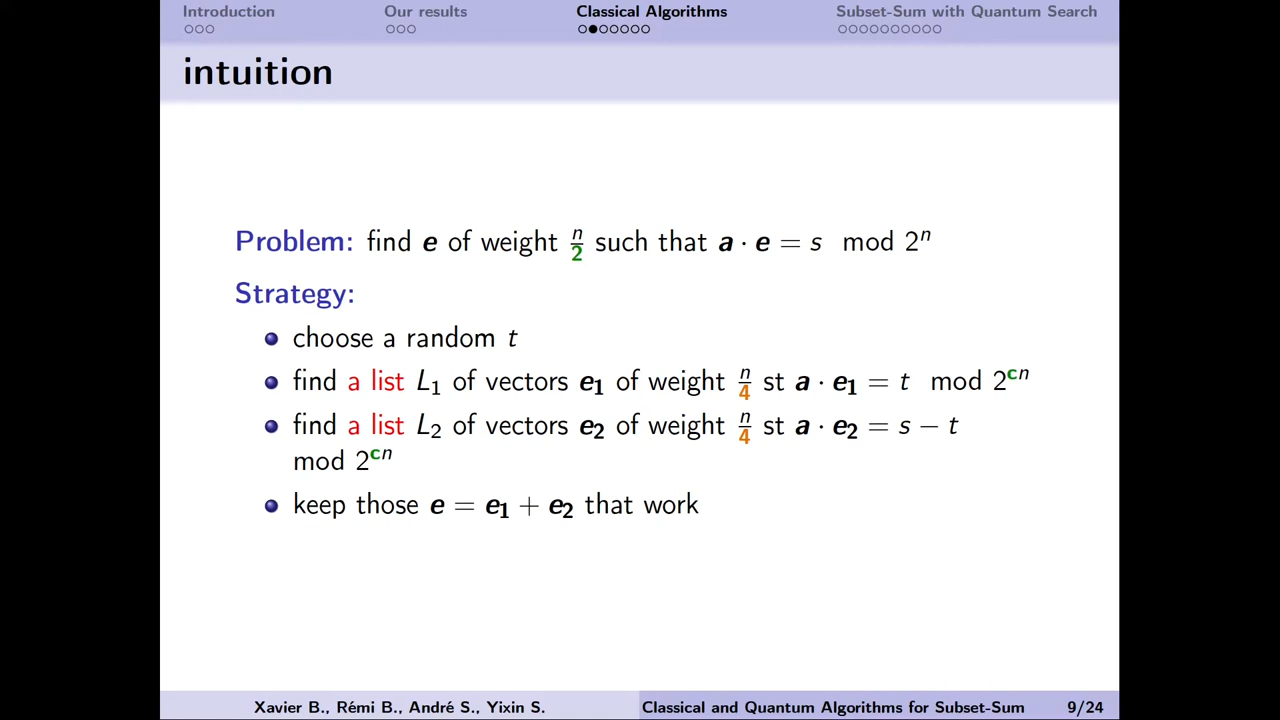 Introduction Our results Classical Algorithms Subset-Sum with Quantum Search
intuition
Problem: find e of weight n/2 such that a · e = s mod 2^n
Strategy:
choose a random t
find a list L₁ of vectors e₁ of weight n/4 st a · e₁ = t mod 2^cn
find a list L₂ of vectors e₂ of weight n/4 st a · e₂ = s − t
mod 2^cn
keep those e = e₁ + e₂ that work
Xavier B., Rémi B., André S., Yixin S. Classical and Quantum Algorithms for Subset-Sum 9/24